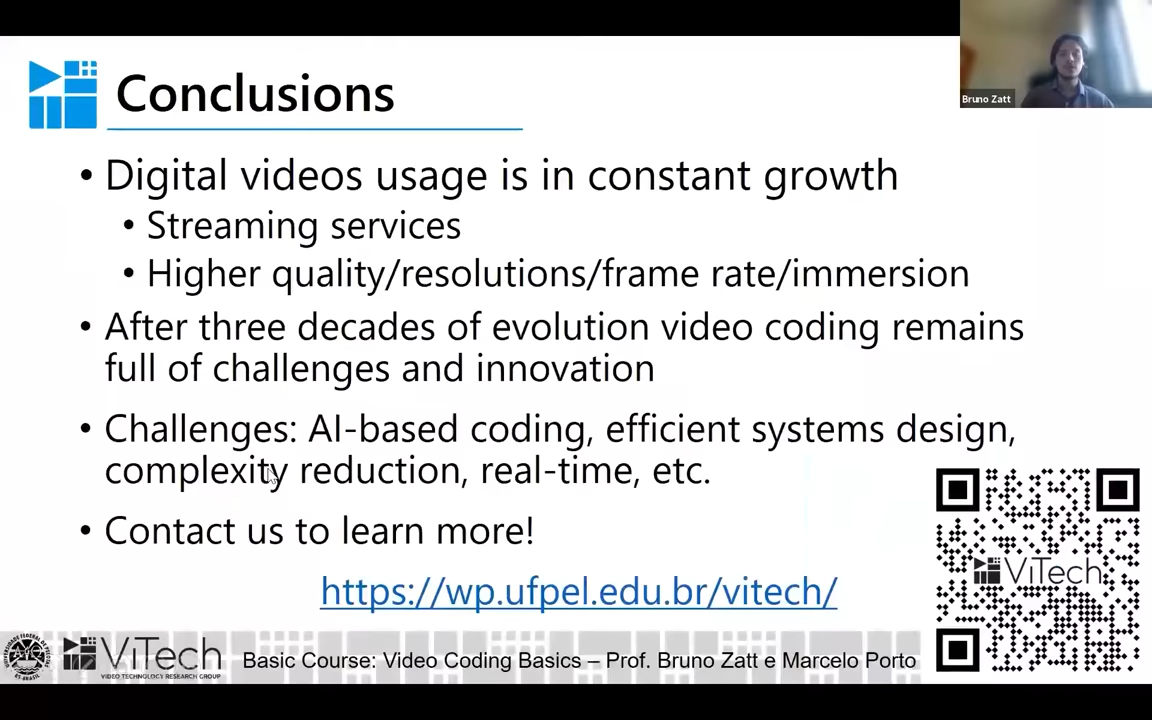 Conclusions
Bruno Zatt
• Digital videos usage is in constant growth
• Streaming services
• Higher quality/resolutions/frame rate/immersion
• After three decades of evolution video coding remains
full of challenges and innovation
• Challenges: AI-based coding, efficient systems design,
complexity reduction, real-time, etc.
• Contact us to learn more!
https://wp.ufpel.edu.br/vitech/
ViTech
ViTech
VIDEO TECHNOLOGY RESEARCH GROUP
Basic Course: Video Coding Basics – Prof. Bruno Zatt e Marcelo Porto